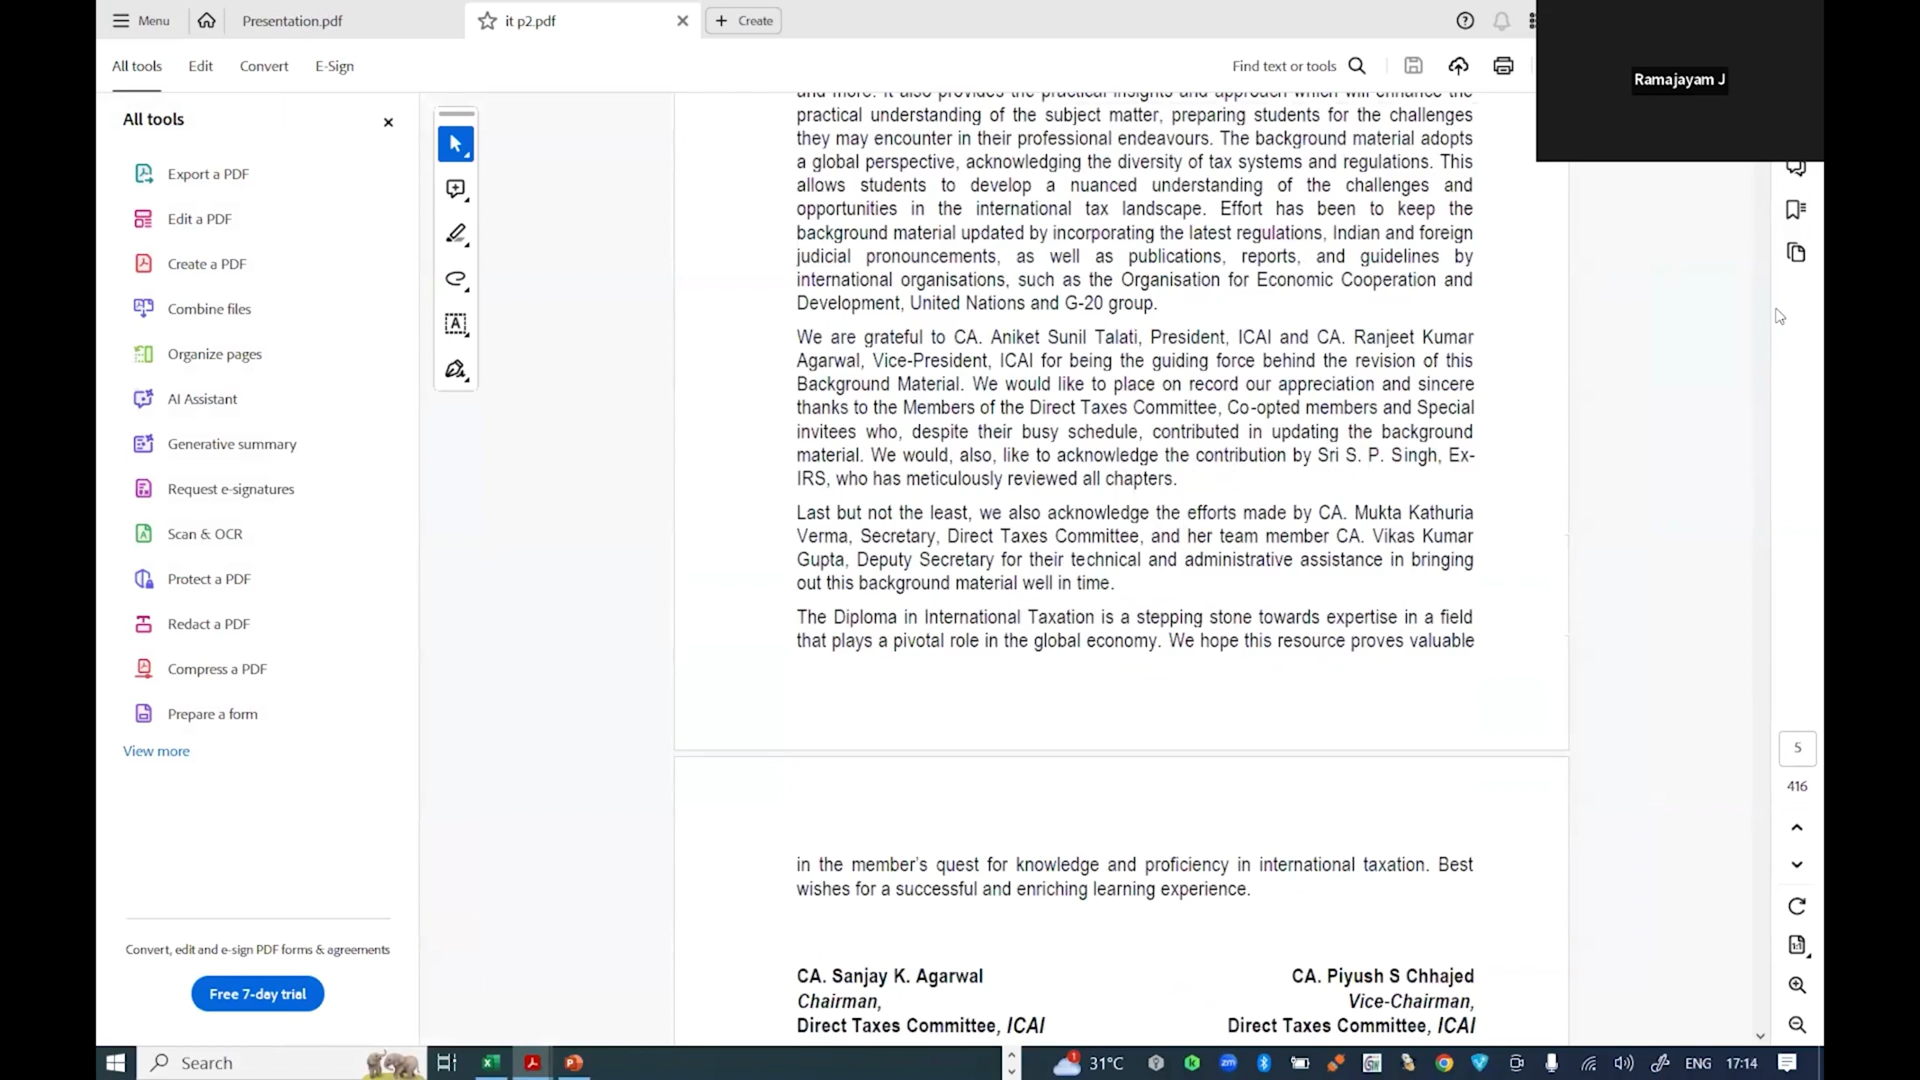 Menu
Presentation.pdf
it p2.pdf
Create
All tools
Edit
Convert
E-Sign
Find text or tools
Ramajayam J
All tools
Export a PDF
Edit a PDF
Create a PDF
Combine files
Organize pages
AI Assistant
Generative summary
Request e-signatures
Scan & OCR
Protect a PDF
Redact a PDF
Compress a PDF
Prepare a form
View more
Convert, edit and e-sign PDF forms & agreements
Free 7-day trial
and more. It also provides the practical insights and approach which will enhance the
practical understanding of the subject matter, preparing students for the challenges
they may encounter in their professional endeavours. The background material adopts
a global perspective, acknowledging the diversity of tax systems and regulations. This
allows students to develop a nuanced understanding of the challenges and
opportunities in the international tax landscape. Effort has been to keep the
background material updated by incorporating the latest regulations, Indian and foreign
judicial pronouncements, as well as publications, reports, and guidelines by
international organisations, such as the Organisation for Economic Cooperation and
Development, United Nations and G-20 group.
We are grateful to CA. Aniket Sunil Talati, President, ICAI and CA. Ranjeet Kumar
Agarwal, Vice-President, ICAI for being the guiding force behind the revision of this
Background Material. We would like to place on record our appreciation and sincere
thanks to the Members of the Direct Taxes Committee, Co-opted members and Special
invitees who, despite their busy schedule, contributed in updating the background
material. We would, also, like to acknowledge the contribution by Sri S. P. Singh, Ex-
IRS, who has meticulously reviewed all chapters.
Last but not the least, we also acknowledge the efforts made by CA. Mukta Kathuria
Verma, Secretary, Direct Taxes Committee, and her team member CA. Vikas Kumar
Gupta, Deputy Secretary for their technical and administrative assistance in bringing
out this background material well in time.
The Diploma in International Taxation is a stepping stone towards expertise in a field
that plays a pivotal role in the global economy. We hope this resource proves valuable
in the member's quest for knowledge and proficiency in international taxation. Best
wishes for a successful and enriching learning experience.
CA. Sanjay K. Agarwal
Chairman,
Direct Taxes Committee, ICAI
CA. Piyush S Chhajed
Vice-Chairman,
Direct Taxes Committee, ICAI
5
416
Search
1
31°C
ENG
17:14